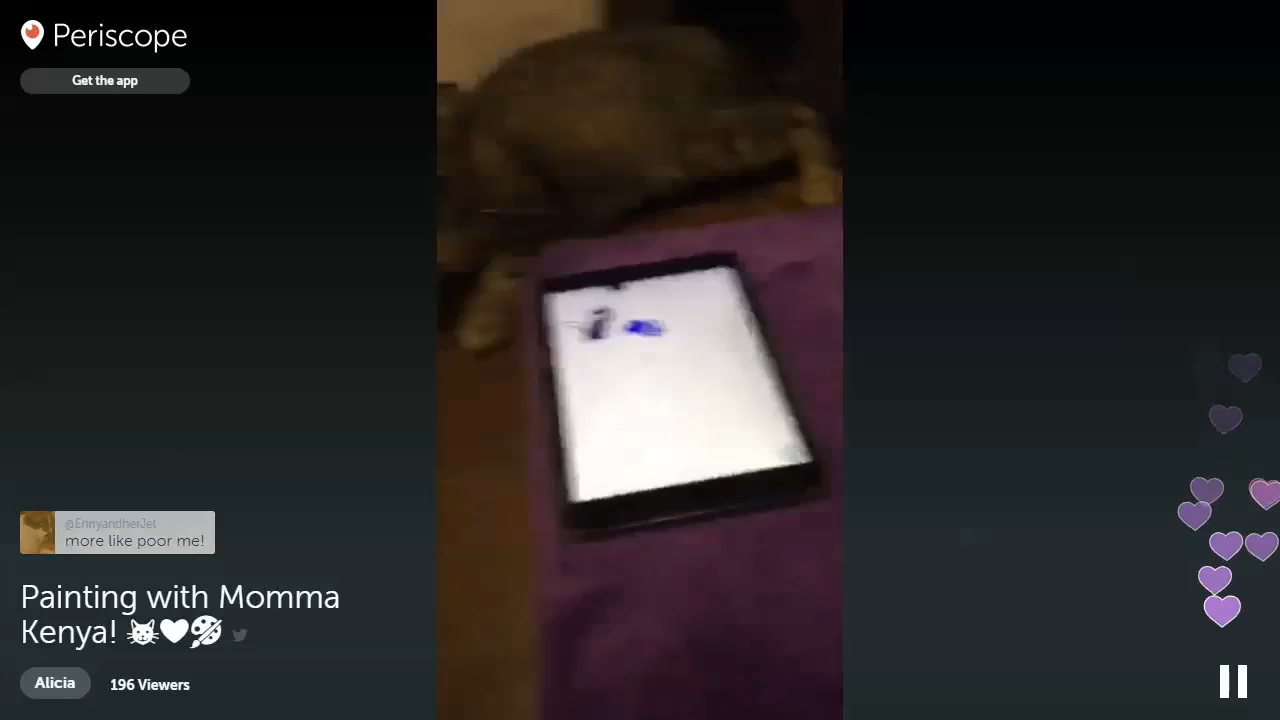 Periscope
Get the app
@EnnyandherJet
more like poor me!
Painting with Momma
Kenya! 🐱❤🎨
Alicia
196 Viewers